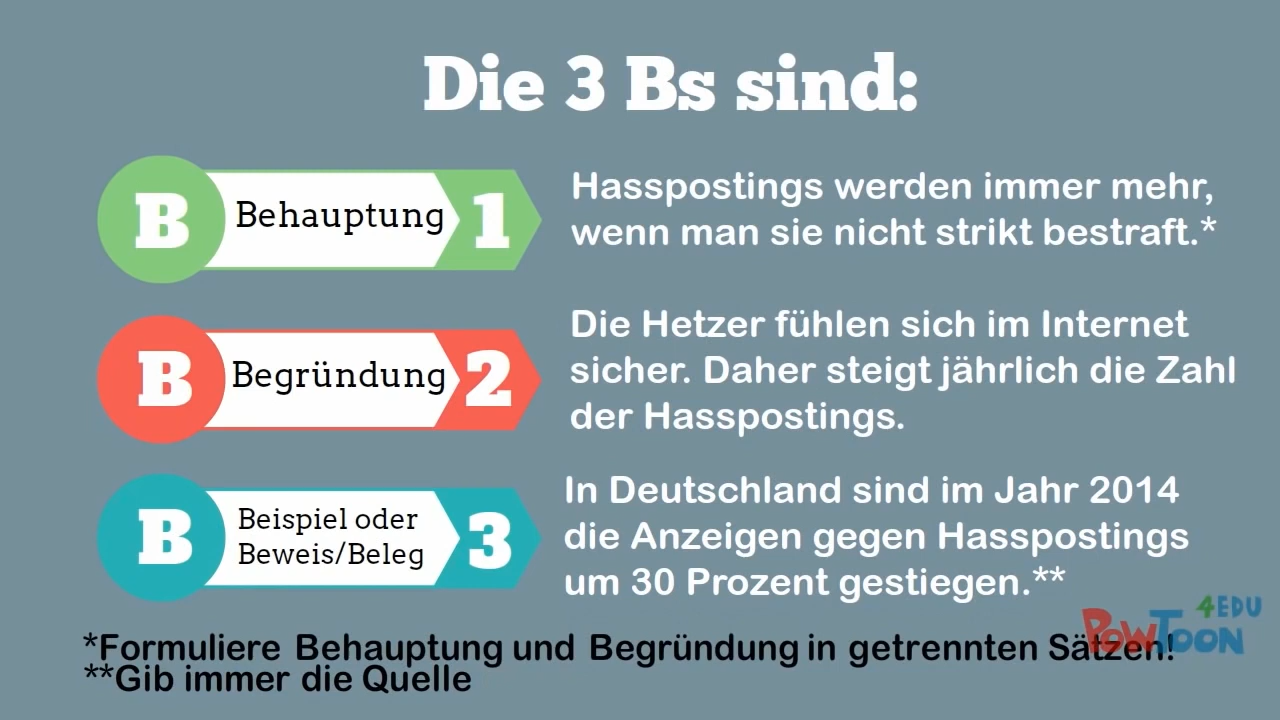 Die 3 Bs sind:
B Behauptung 1
Hasspostings werden immer mehr,
wenn man sie nicht strikt bestraft.*
B Begründung 2
Die Hetzer fühlen sich im Internet
sicher. Daher steigt jährlich die Zahl
der Hasspostings.
B Beispiel oder
Beweis/Beleg 3
In Deutschland sind im Jahr 2014
die Anzeigen gegen Hasspostings
um 30 Prozent gestiegen.**
*Formuliere Behauptung und Begründung in getrennten Sätzen!
**Gib immer die Quelle
POWTOON 4EDU